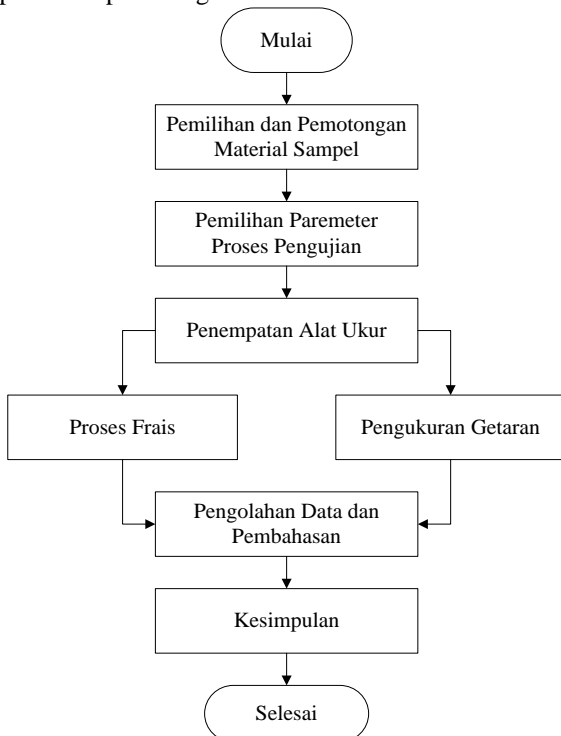 Mulai
Pemilihan dan Pemotongan
Material Sampel
Pemilihan Paremeter
Proses Pengujian
Penempatan Alat Ukur
Proses Frais
Pengukuran Getaran
Pengolahan Data dan
Pembahasan
Kesimpulan
Selesai